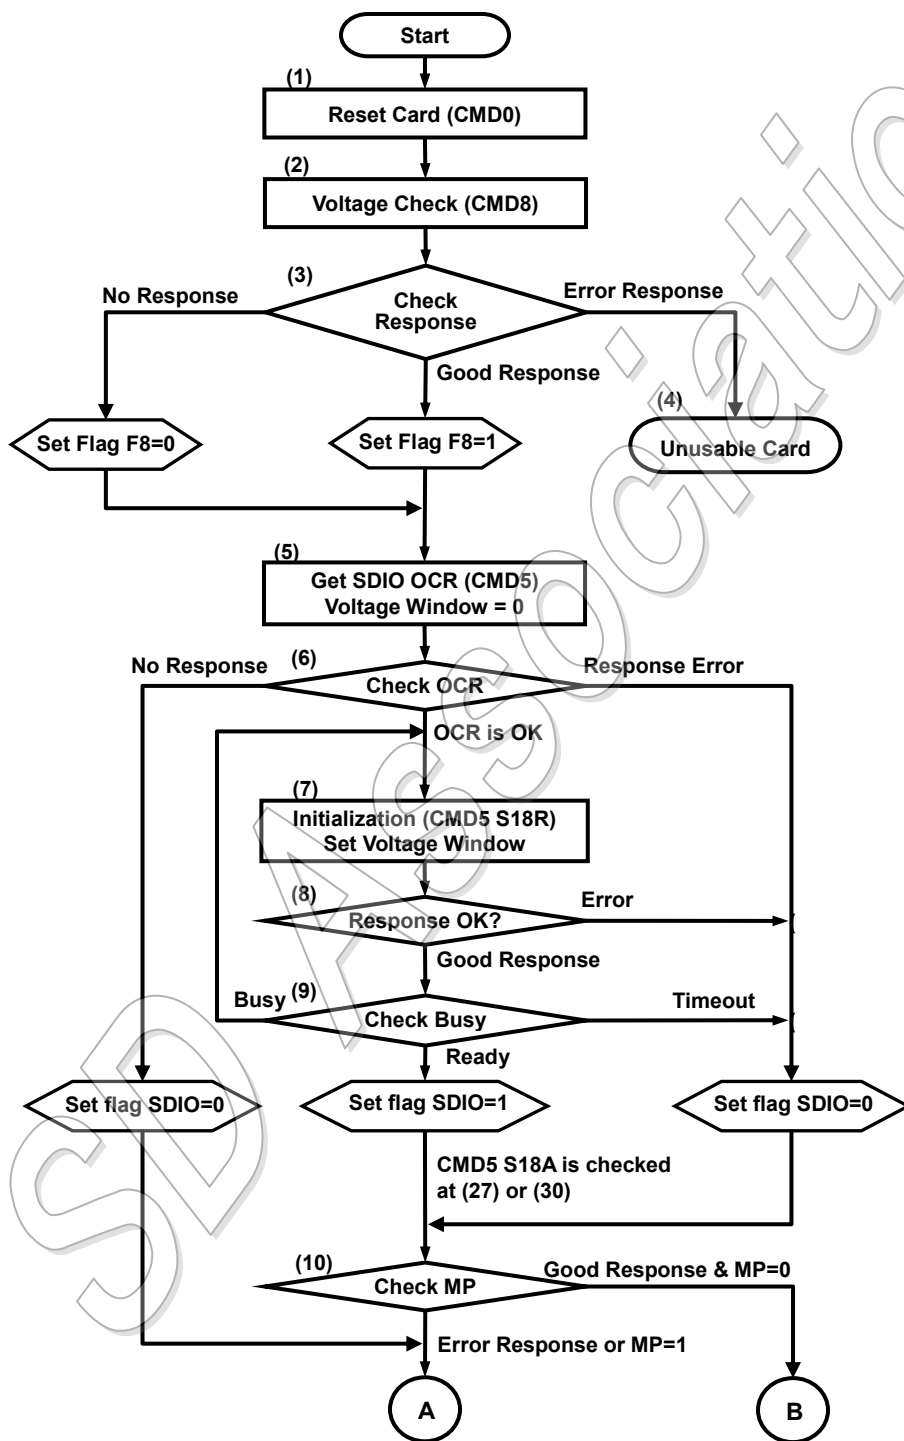 Start
(1)
Reset Card (CMD0)
(2)
Voltage Check (CMD8)
(3)
No Response
Error Response
Check
Response
Good Response
(4)
Set Flag F8=0
Set Flag F8=1
Unusable Card
(5)
Get SDIO OCR (CMD5)
Voltage Window = 0
(6)
No Response
Response Error
Check OCR
OCR is OK
(7)
Initialization (CMD5 S18R)
Set Voltage Window
(8)
Error
Response OK?
Good Response
(9)
Busy
Timeout
Check Busy
Ready
Set flag SDIO=0
Set flag SDIO=1
Set flag SDIO=0
CMD5 S18A is checked
at (27) or (30)
(10)
Good Response & MP=0
Check MP
Error Response or MP=1
A
B
SD Associatio